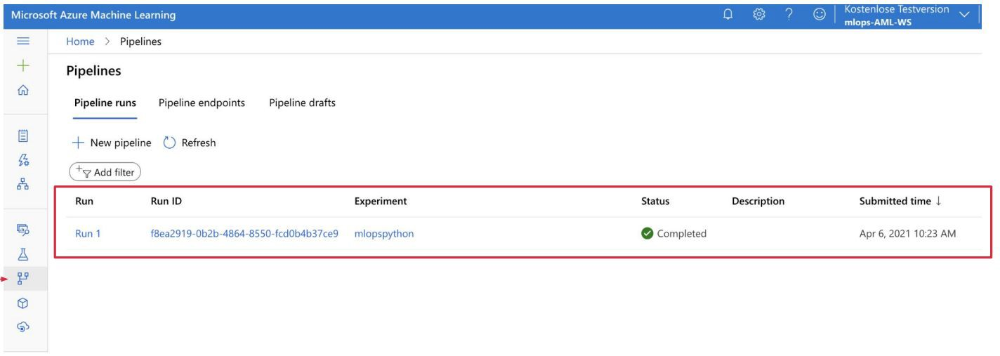 Microsoft Azure Machine Learning
Kostenlose Testversion
mlops-AML-WS
Home > Pipelines
Pipelines
Pipeline runs Pipeline endpoints Pipeline drafts
+ New pipeline Refresh
Add filter
Run Run ID Experiment Status Description Submitted time ↓
Run 1 f8ea2919-0b2b-4864-8550-fcd0b4b37ce9 mlopspython Completed Apr 6, 2021 10:23 AM